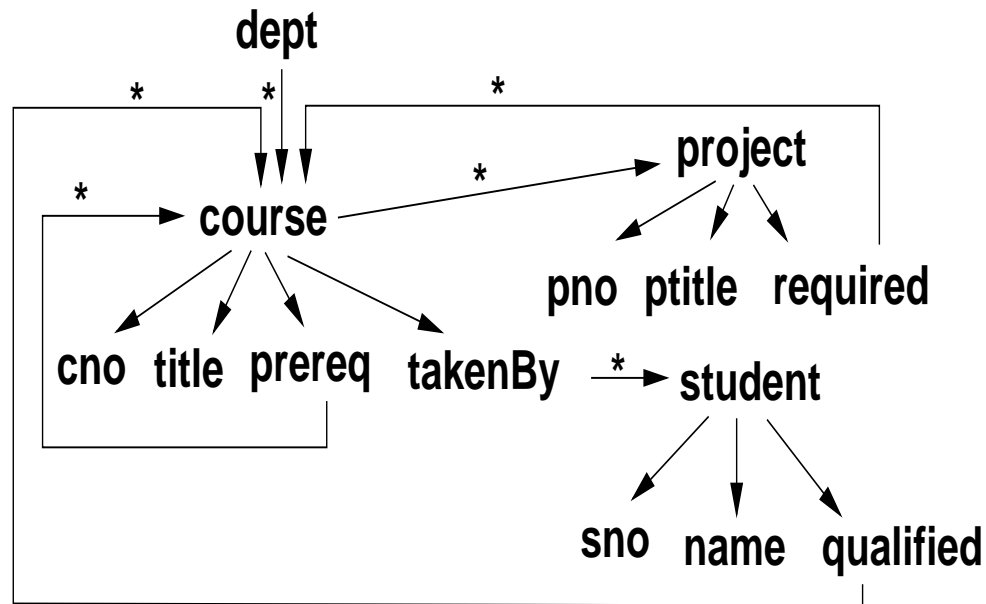 dept
* * *
project
* *
course
pno ptitle required
cno title prereq takenBy * student
sno name qualified